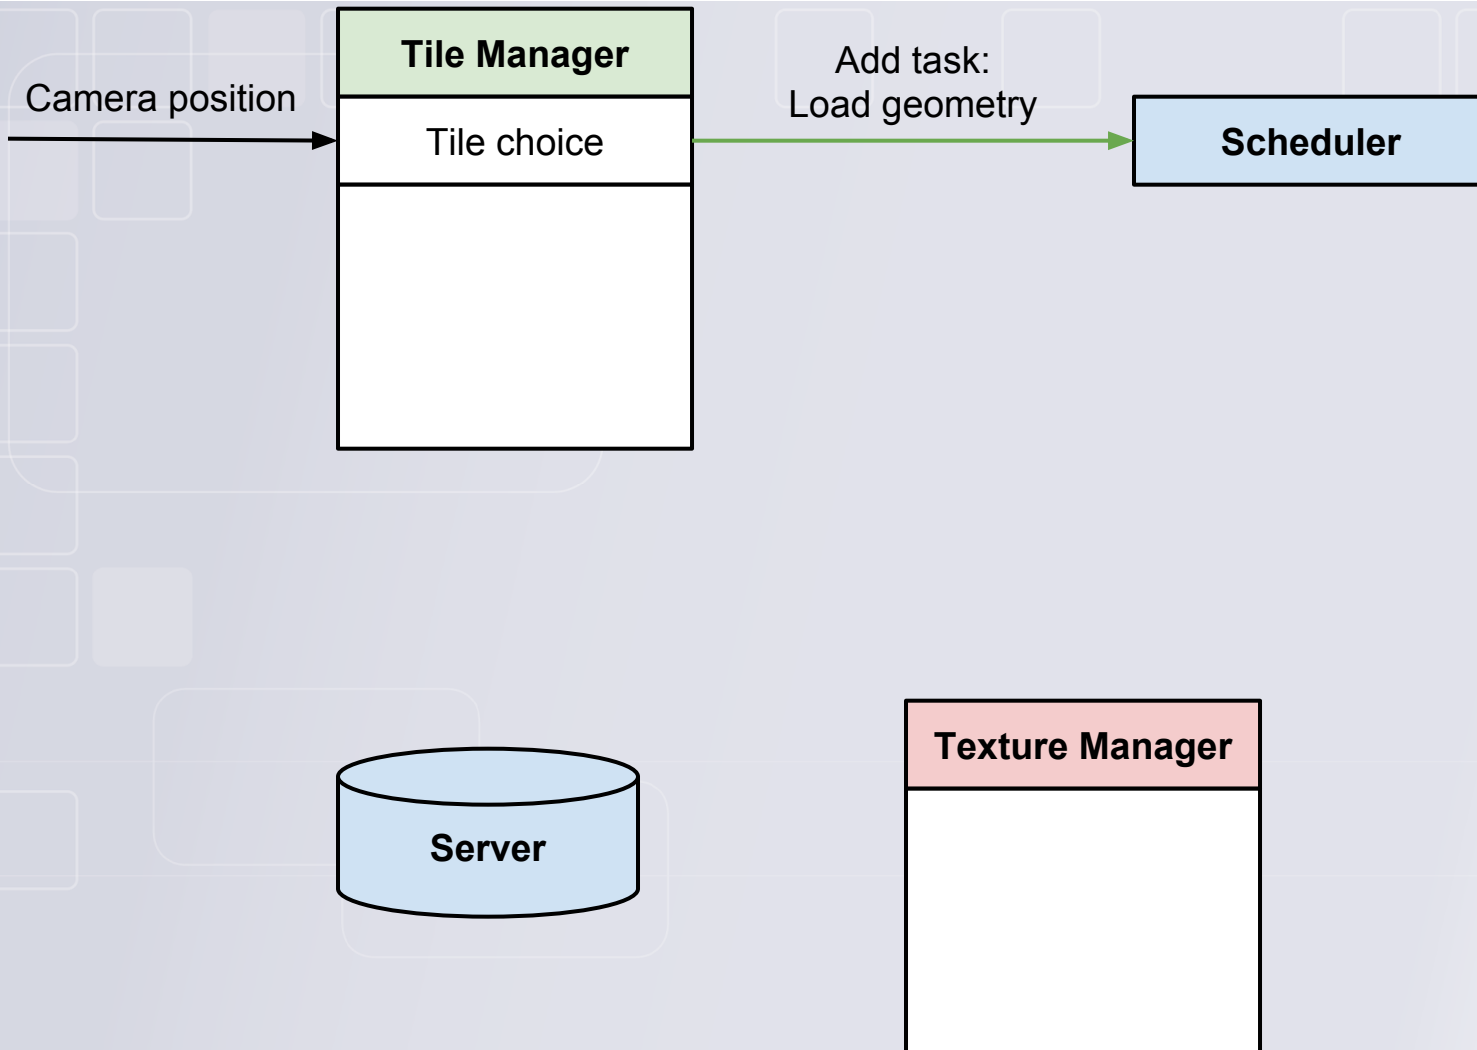 Tile Manager
Camera position
Tile choice
Add task:
Load geometry
Scheduler
Texture Manager
Server